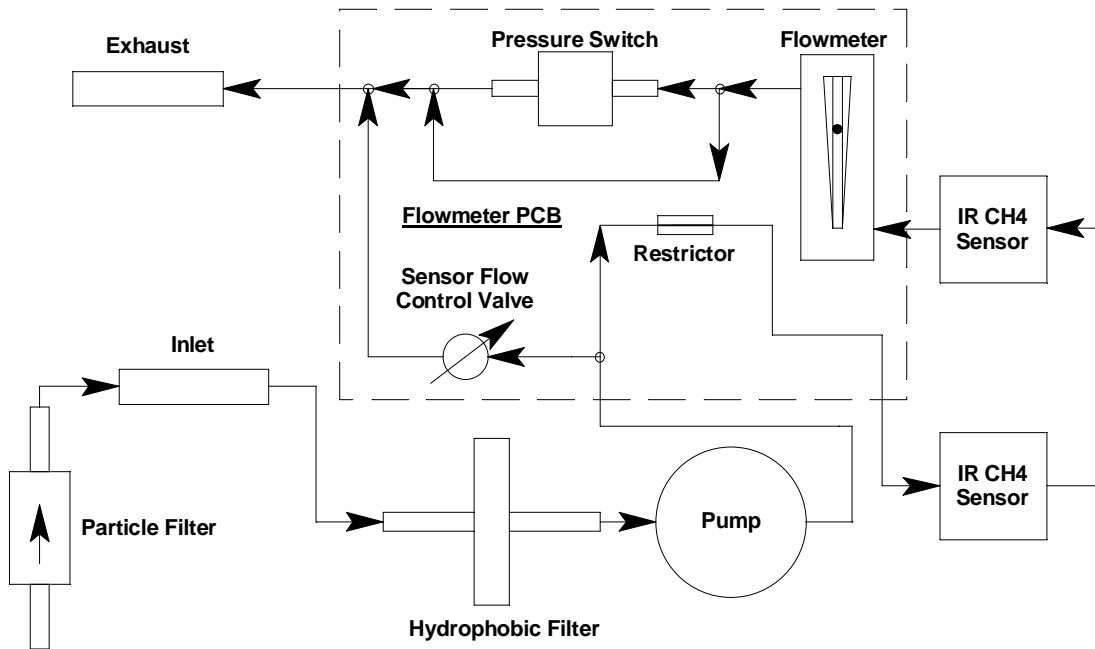 Exhaust
Pressure Switch
Flowmeter
Flowmeter PCB
Restrictor
IR CH4
Sensor
Sensor Flow
Control Valve
Inlet
Particle Filter
Hydrophobic Filter
Pump
IR CH4
Sensor